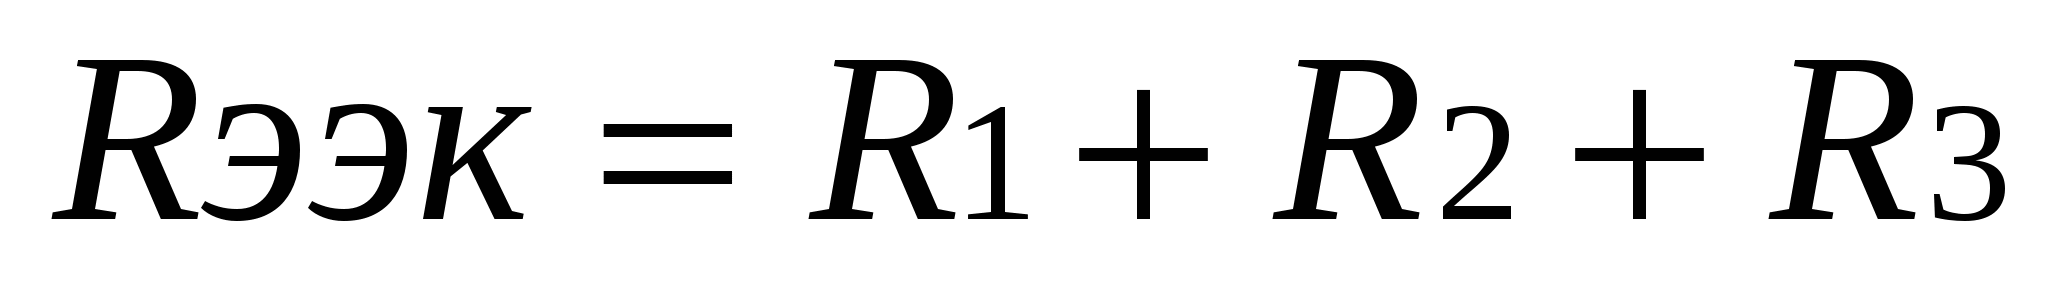 Rээк = R1 + R2 + R3